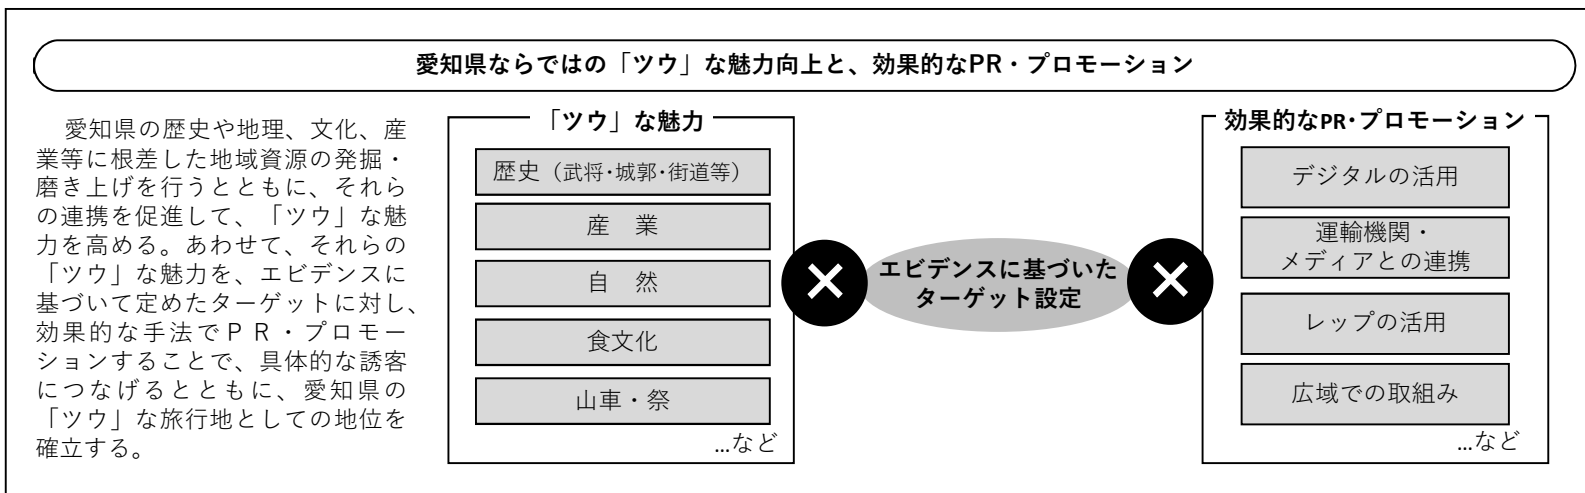 愛知県ならではの「ツウ」な魅力向上と、効果的なPR・プロモーション
愛知県の歴史や地理、文化、産
業等に根差した地域資源の発掘・
磨き上げを行うとともに、それら
の連携を促進して、「ツウ」な魅
力を高める。あわせて、それらの
「ツウ」な魅力を、エビデンスに
基づいて定めたターゲットに対し、
効果的な手法でＰＲ・プロモー
ションすることで、具体的な誘客
につなげるとともに、愛知県の
「ツウ」な旅行地としての地位を
確立する。
「ツウ」な魅力
歴史（武将・城郭・街道等）
産　業
自　然
食文化
山車・祭
...など
×
エビデンスに基づいた
ターゲット設定
×
効果的なPR・プロモーション
デジタルの活用
運輸機関・
メディアとの連携
レップの活用
広域での取組み
...など